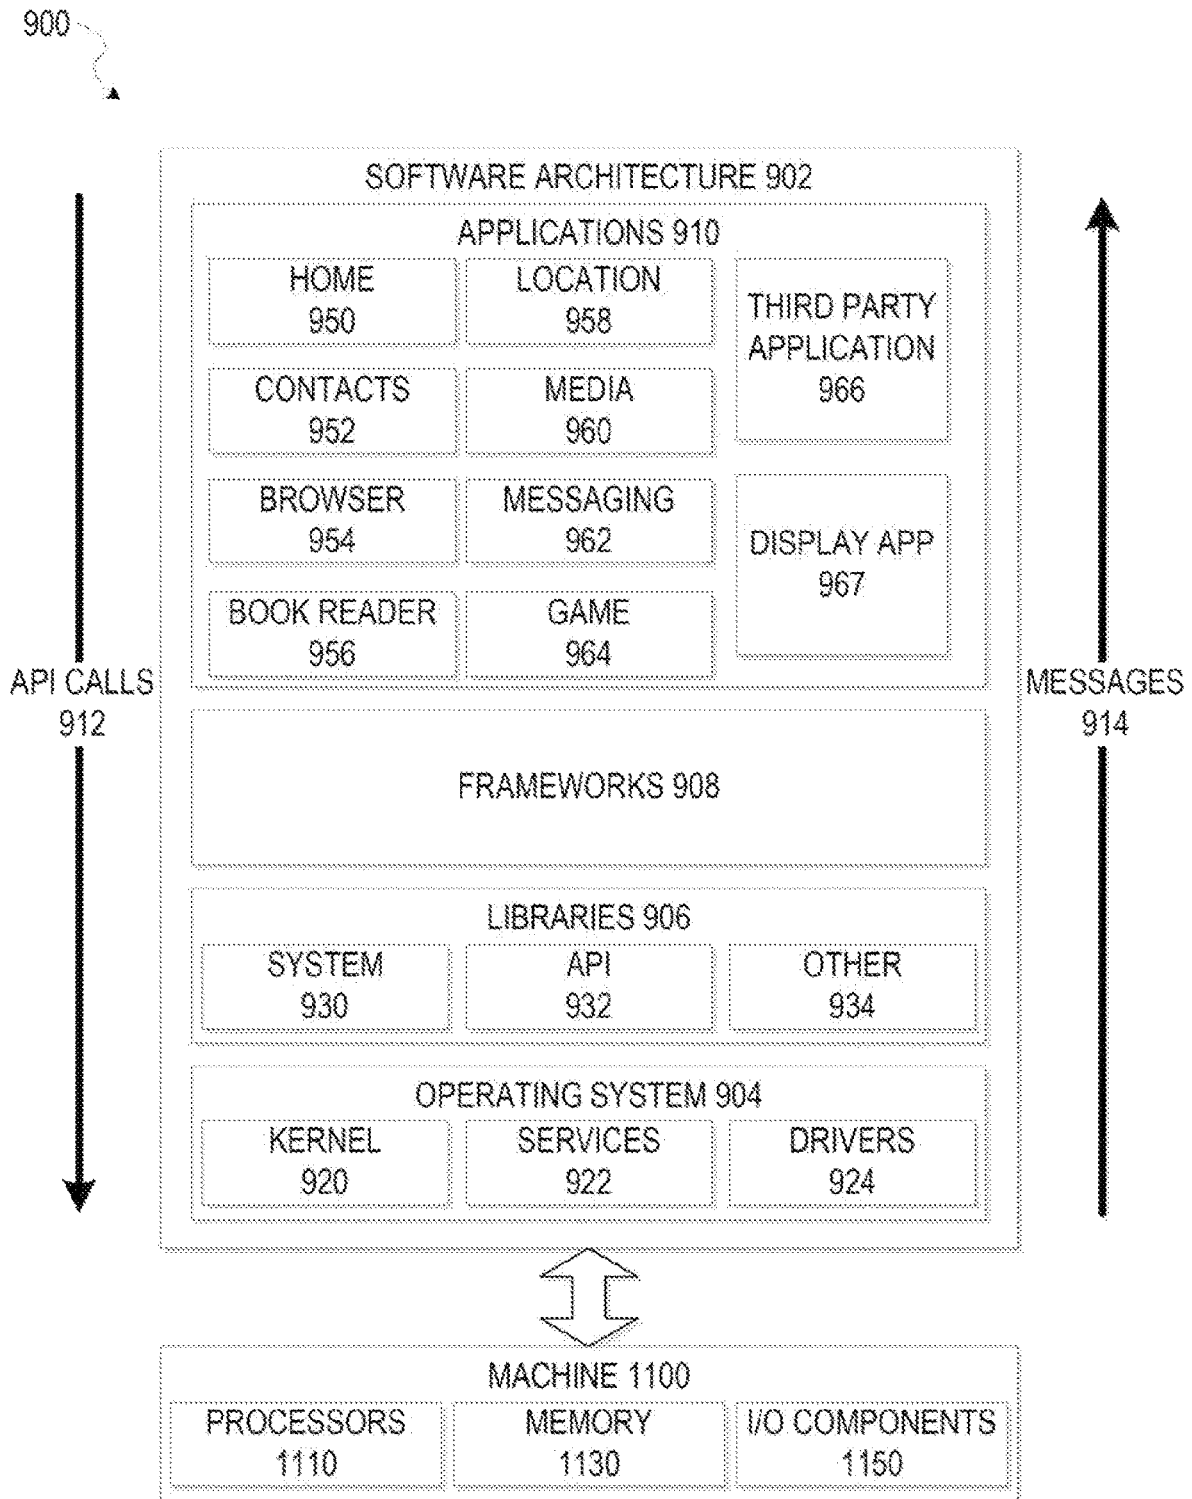 900
SOFTWARE ARCHITECTURE 902
APPLICATIONS 910
HOME
950
LOCATION
958
THIRD PARTY
APPLICATION
966
CONTACTS
952
MEDIA
960
BROWSER
954
MESSAGING
962
DISPLAY APP
967
BOOK READER
956
GAME
964
API CALLS
912
MESSAGES
914
FRAMEWORKS 908
LIBRARIES 906
SYSTEM
930
API
932
OTHER
934
OPERATING SYSTEM 904
KERNEL
920
SERVICES
922
DRIVERS
924
MACHINE 1100
PROCESSORS
1110
MEMORY
1130
I/O COMPONENTS
1150